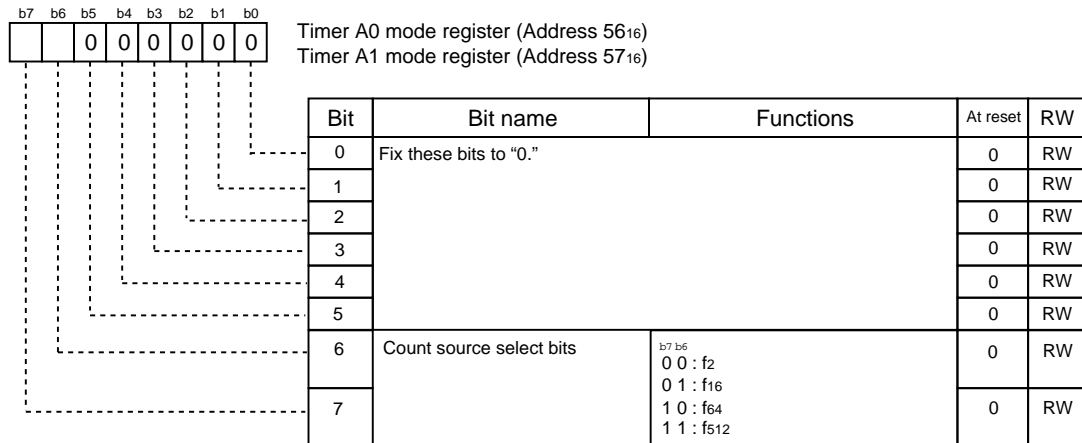 b7 b6 b5 b4 b3 b2 b1 b0
0 0 0 0 0 0
Timer A0 mode register (Address 5616)
Timer A1 mode register (Address 5716)
Bit Bit name Functions At reset RW
0 Fix these bits to “0.” 0 RW
1 0 RW
2 0 RW
3 0 RW
4 0 RW
5 0 RW
6 Count source select bits b7 b6 0 RW
0 0 : f2
0 1 : f16
7 1 0 : f64 0 RW
1 1 : f512